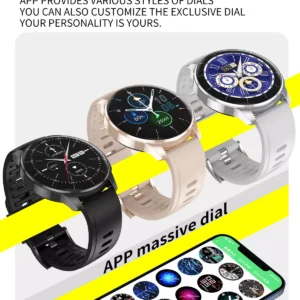 APP PROVIDES VARIOUS STYLES OF DIALS
YOU CAN ALSO CUSTOMIZE THE EXCLUSIVE DIAL
YOUR PERSONALITY IS YOURS.
APP massive dial